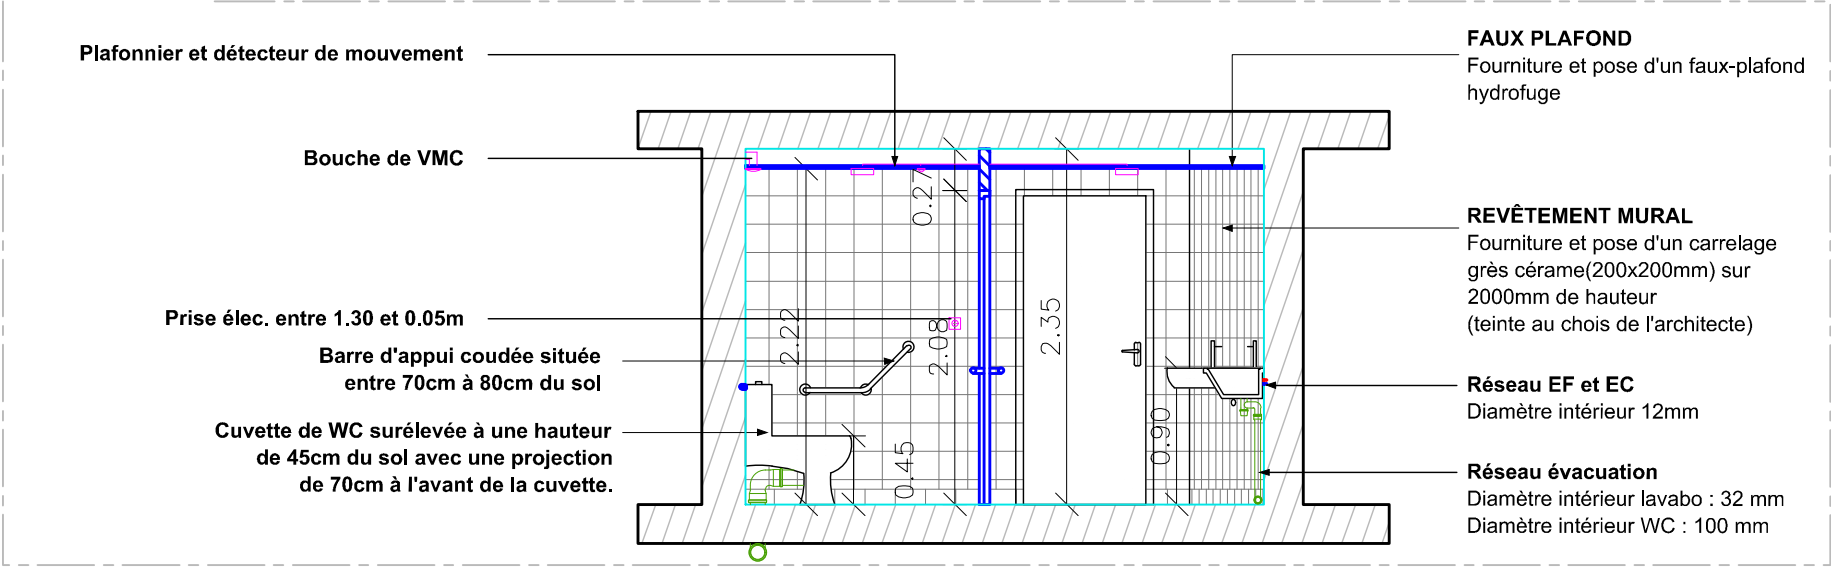 Plafonnier et détecteur de mouvement
Bouche de VMC
Prise élec. entre 1.30 et 0.05m
Barre d'appui coudée située
entre 70cm à 80cm du sol
Cuvette de WC surélevée à une hauteur
de 45cm du sol avec une projection
de 70cm à l'avant de la cuvette.
2.22
0.27
2.08
0.45
2.35
0.90
FAUX PLAFOND
Fourniture et pose d'un faux-plafond
hydrofuge
REVÊTEMENT MURAL
Fourniture et pose d'un carrelage
grès cérame(200x200mm) sur
2000mm de hauteur
(teinte au chois de l'architecte)
Réseau EF et EC
Diamètre intérieur 12mm
Réseau évacuation
Diamètre intérieur lavabo : 32 mm
Diamètre intérieur WC : 100 mm